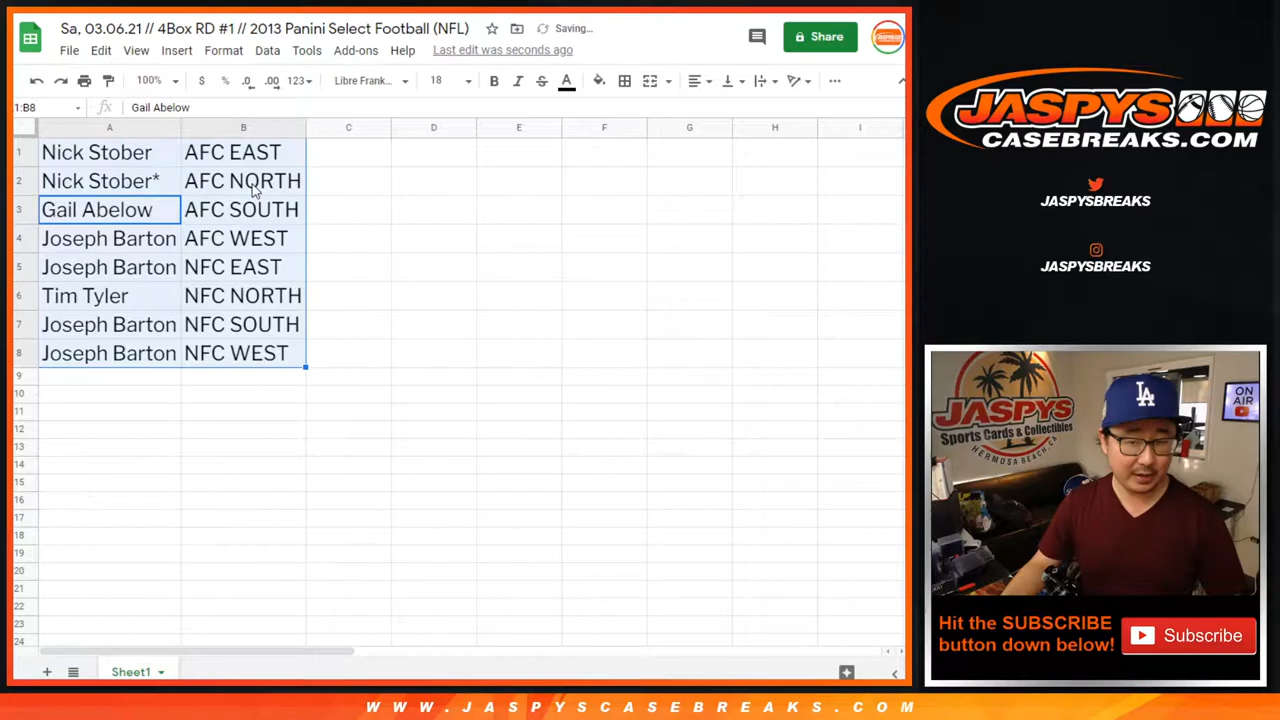 Sa, 03.06.21 // 4Box RD #1 // 2013 Panini Select Football (NFL)
Saving...
File Edit View Insert Format Data Tools Add-ons Help Last edit was seconds ago
Share
100% $ % .0 .00 123 Libre Frank... 18 B I S A
1:B8 fx Gail Abelow
A B C D E F G H I
1 Nick Stober AFC EAST
2 Nick Stober* AFC NORTH
3 Gail Abelow AFC SOUTH
4 Joseph Barton AFC WEST
5 Joseph Barton NFC EAST
6 Tim Tyler NFC NORTH
7 Joseph Barton NFC SOUTH
8 Joseph Barton NFC WEST
9
10
11
12
13
14
15
16
17
18
19
20
21
22
23
24
Sheet1
JASPYS
CASEBREAKS.COM
JASPYSBREAKS
JASPYSBREAKS
JASPYS
Sports Cards & Collectibles
HERMOSA BEACH, CA
LA
ON
AIR
Hit the SUBSCRIBE
button down below!
Subscribe
WWW.JASPYSCASEBREAKS.COM